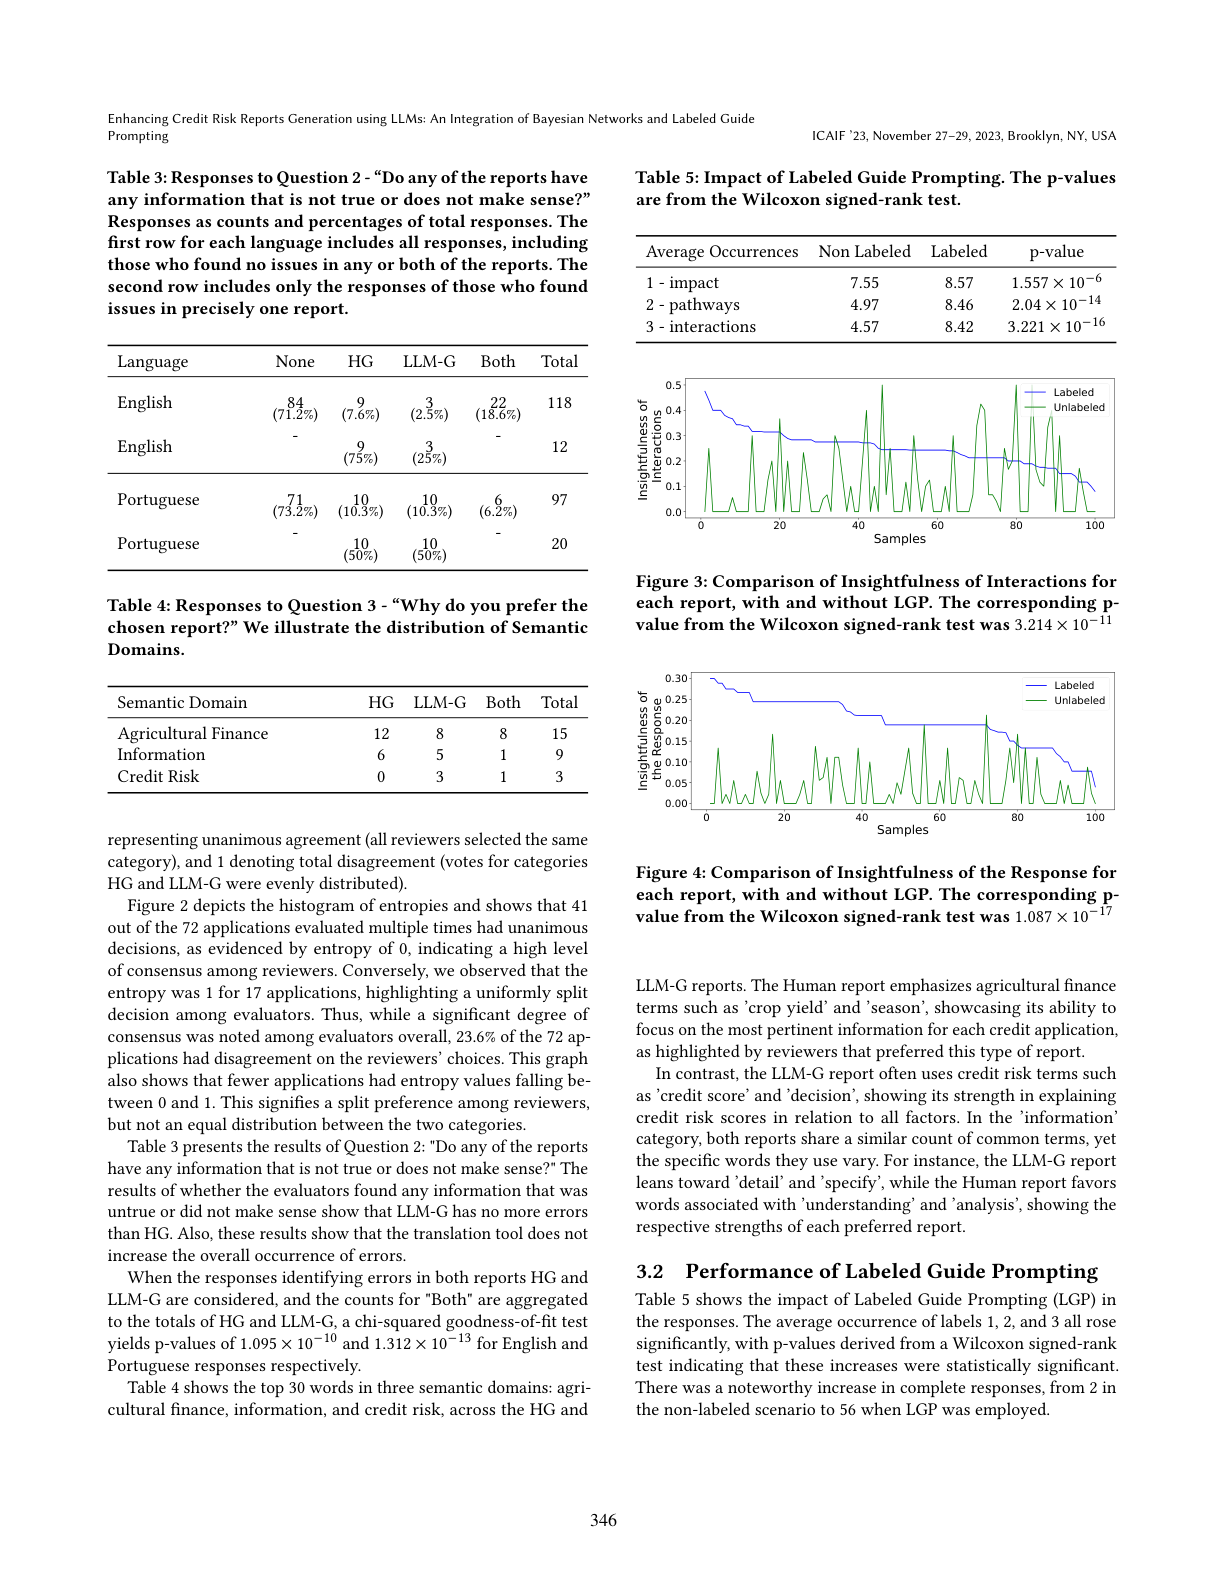 Enhancing Credit Risk Reports Generation using LLMs: An Integration of Bayesian Networks and Labeled Guide
Prompting
ICAIF ’23, November 27–29, 2023, Brooklyn, NY, USA
Table 3: Responses to Question 2 - “Do any of the reports have
any information that is not true or does not make sense?”
Responses as counts and percentages of total responses. The
first row for each language includes all responses, including
those who found no issues in any or both of the reports. The
second row includes only the responses of those who found
issues in precisely one report.
Language None HG LLM-G Both Total
English 84 9 3 22 118
(71.2%) (7.6%) (2.5%) (18.6%)
English - 9 3 - 12
(75%) (25%)
Portuguese 71 10 10 6 97
(73.2%) (10.3%) (10.3%) (6.2%)
Portuguese - 10 10 - 20
(50%) (50%)
Table 4: Responses to Question 3 - “Why do you prefer the
chosen report?” We illustrate the distribution of Semantic
Domains.
Semantic Domain HG LLM-G Both Total
Agricultural Finance 12 8 8 15
Information 6 5 1 9
Credit Risk 0 3 1 3
representing unanimous agreement (all reviewers selected the same
category), and 1 denoting total disagreement (votes for categories
HG and LLM-G were evenly distributed).
Figure 2 depicts the histogram of entropies and shows that 41
out of the 72 applications evaluated multiple times had unanimous
decisions, as evidenced by entropy of 0, indicating a high level
of consensus among reviewers. Conversely, we observed that the
entropy was 1 for 17 applications, highlighting a uniformly split
decision among evaluators. Thus, while a significant degree of
consensus was noted among evaluators overall, 23.6% of the 72 ap-
plications had disagreement on the reviewers’ choices. This graph
also shows that fewer applications had entropy values falling be-
tween 0 and 1. This signifies a split preference among reviewers,
but not an equal distribution between the two categories.
Table 3 presents the results of Question 2: "Do any of the reports
have any information that is not true or does not make sense?" The
results of whether the evaluators found any information that was
untrue or did not make sense show that LLM-G has no more errors
than HG. Also, these results show that the translation tool does not
increase the overall occurrence of errors.
When the responses identifying errors in both reports HG and
LLM-G are considered, and the counts for "Both" are aggregated
to the totals of HG and LLM-G, a chi-squared goodness-of-fit test
yields p-values of 1.095 × 10⁻¹⁰ and 1.312 × 10⁻¹³ for English and
Portuguese responses respectively.
Table 4 shows the top 30 words in three semantic domains: agri-
cultural finance, information, and credit risk, across the HG and
Table 5: Impact of Labeled Guide Prompting. The p-values
are from the Wilcoxon signed-rank test.
Average Occurrences Non Labeled Labeled p-value
1 - impact 7.55 8.57 1.557 × 10⁻⁶
2 - pathways 4.97 8.46 2.04 × 10⁻¹⁴
3 - interactions 4.57 8.42 3.221 × 10⁻¹⁶
Insightfulness of
Interactions
0.5
0.4
0.3
0.2
0.1
0.0
Labeled
Unlabeled
0 20 40 60 80 100
Samples
Figure 3: Comparison of Insightfulness of Interactions for
each report, with and without LGP. The corresponding p-
value from the Wilcoxon signed-rank test was 3.214 × 10⁻¹¹
Insightfulness of
the Response
0.30
0.25
0.20
0.15
0.10
0.05
0.00
Labeled
Unlabeled
0 20 40 60 80 100
Samples
Figure 4: Comparison of Insightfulness of the Response for
each report, with and without LGP. The corresponding p-
value from the Wilcoxon signed-rank test was 1.087 × 10⁻¹⁷
LLM-G reports. The Human report emphasizes agricultural finance
terms such as ’crop yield’ and ’season’, showcasing its ability to
focus on the most pertinent information for each credit application,
as highlighted by reviewers that preferred this type of report.
In contrast, the LLM-G report often uses credit risk terms such
as ’credit score’ and ’decision’, showing its strength in explaining
credit risk scores in relation to all factors. In the ’information’
category, both reports share a similar count of common terms, yet
the specific words they use vary. For instance, the LLM-G report
leans toward ’detail’ and ’specify’, while the Human report favors
words associated with ’understanding’ and ’analysis’, showing the
respective strengths of each preferred report.
3.2 Performance of Labeled Guide Prompting
Table 5 shows the impact of Labeled Guide Prompting (LGP) in
the responses. The average occurrence of labels 1, 2, and 3 all rose
significantly, with p-values derived from a Wilcoxon signed-rank
test indicating that these increases were statistically significant.
There was a noteworthy increase in complete responses, from 2 in
the non-labeled scenario to 56 when LGP was employed.
346